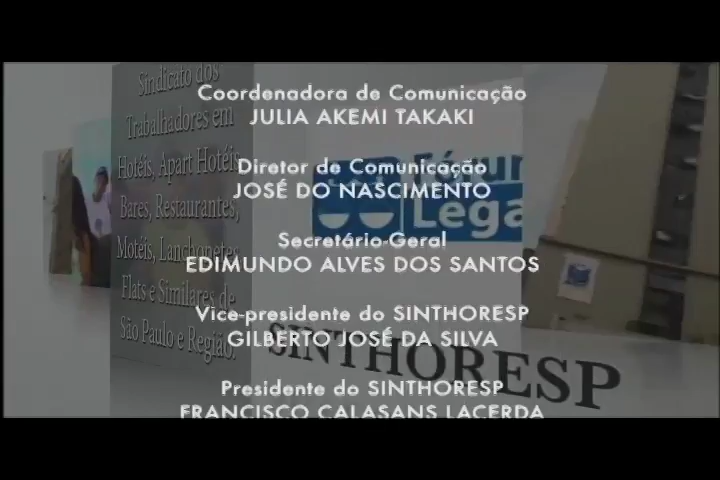 Coordenadora de Comunicação
JULIA AKEMI TAKAKI
Diretor de Comunicação
JOSÉ DO NASCIMENTO
Secretário-Geral
EDIMUNDO ALVES DOS SANTOS
Vice-presidente do SINTHORESP
GILBERTO JOSÉ DA SILVA
Presidente do SINTHORESP
FRANCISCO CALASANS LACERDA
Sindicato dos
Trabalhadores em
Hotéis, Apart Hotéis
Bares, Restaurantes,
Motéis, Lanchonetes
Flats e Similares de
São Paulo e Região.
Fórum
Lega
SINTHORESP